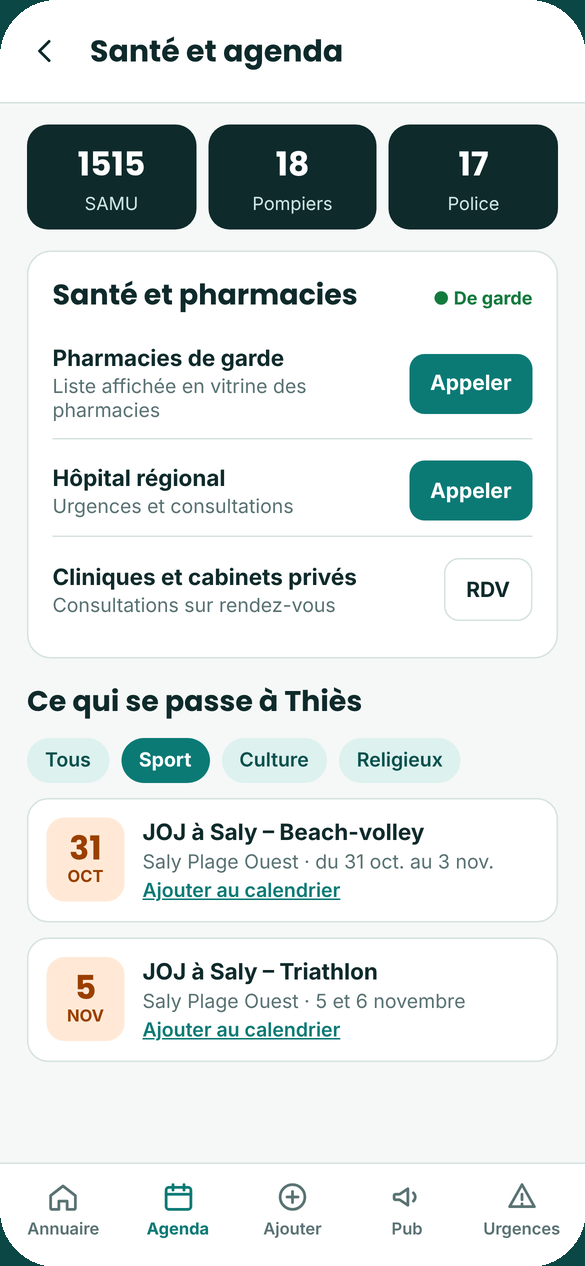 Santé et agenda
1515
SAMU
18
Pompiers
17
Police
Santé et pharmacies
De garde
Pharmacies de garde
Liste affichée en vitrine des
pharmacies
Appeler
Hôpital régional
Urgences et consultations
Appeler
Cliniques et cabinets privés
Consultations sur rendez-vous
RDV
Ce qui se passe à Thiès
Tous
Sport
Culture
Religieux
31
OCT
JOJ à Saly – Beach-volley
Saly Plage Ouest · du 31 oct. au 3 nov.
Ajouter au calendrier
5
NOV
JOJ à Saly – Triathlon
Saly Plage Ouest · 5 et 6 novembre
Ajouter au calendrier
Annuaire
Agenda
Ajouter
Pub
Urgences